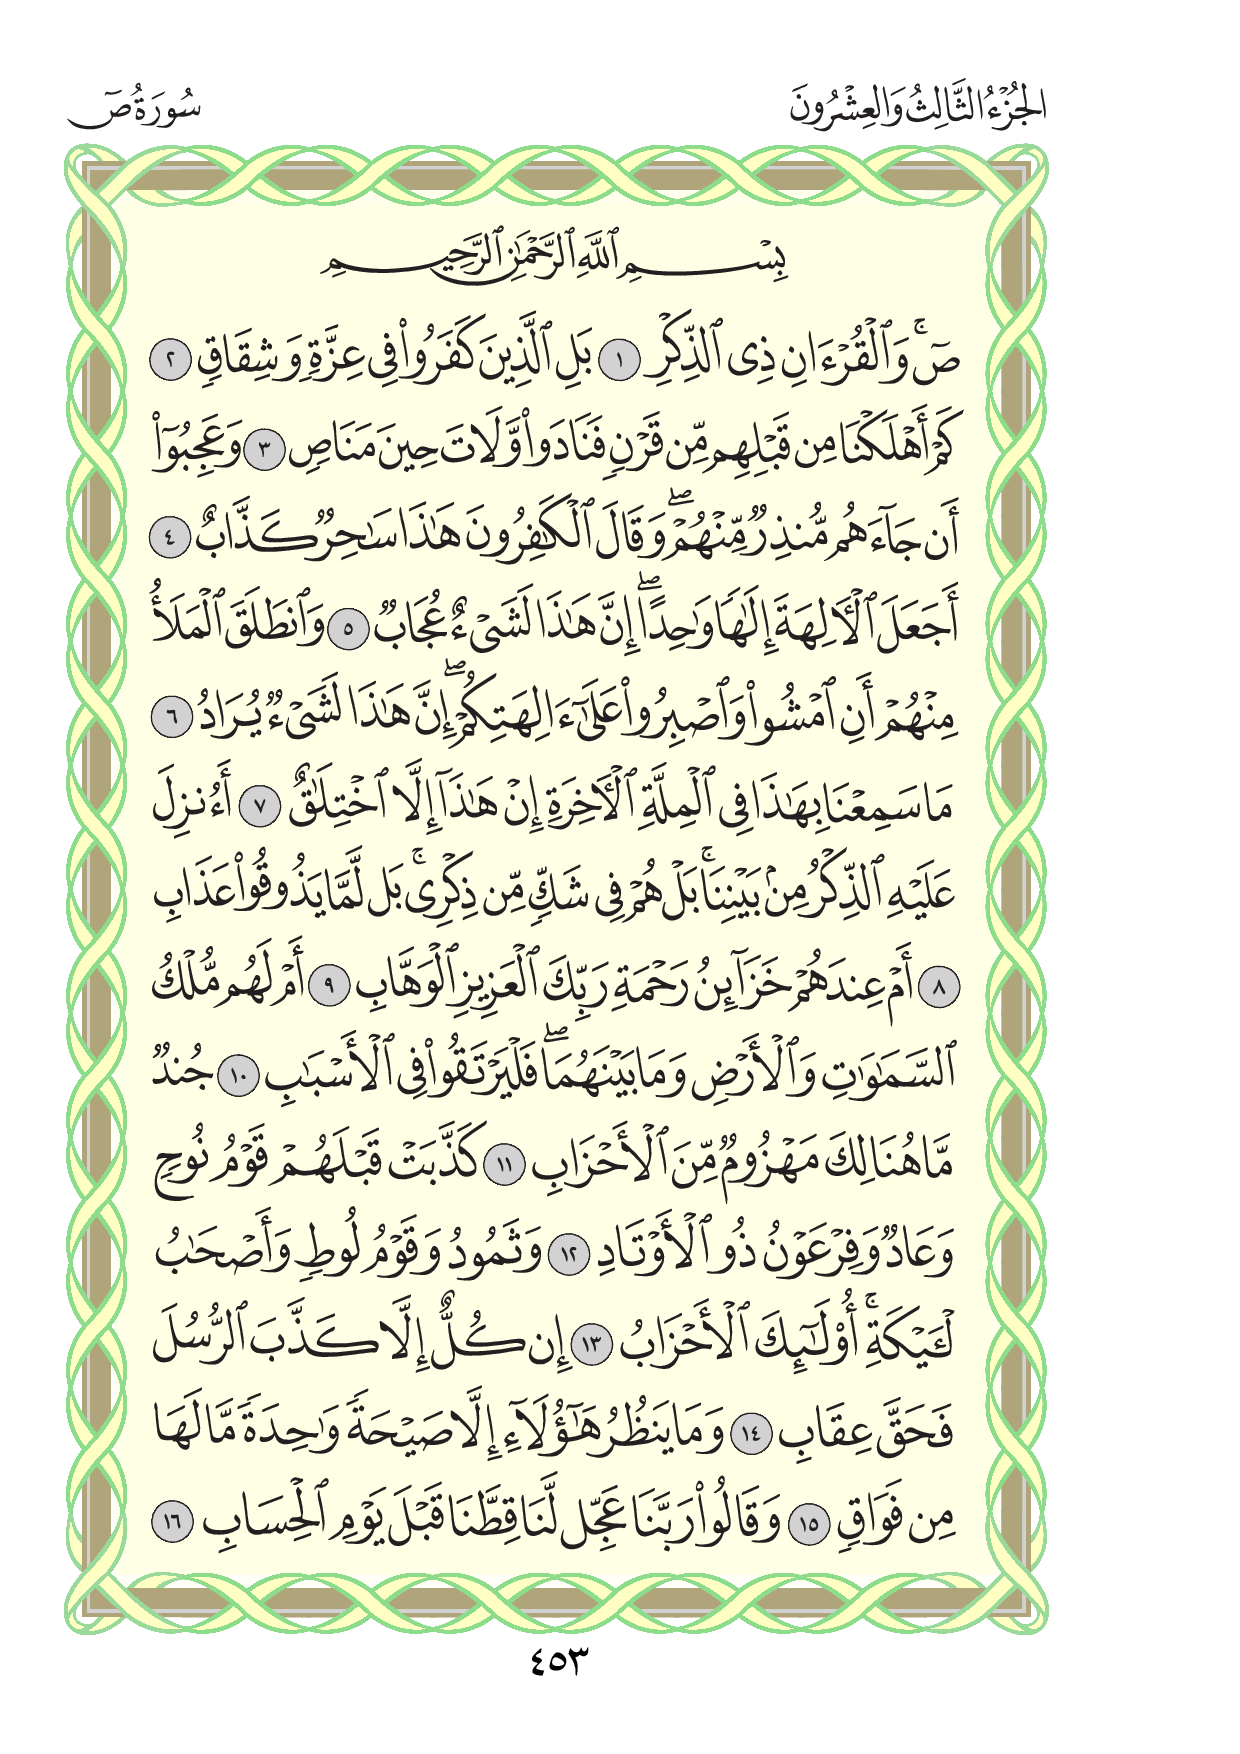 الجُزْءُ الثَّالِثُ وَالعِشْرُونَ
سُورَةُ صٓ
بِسْمِ ٱللَّهِ ٱلرَّحْمَٰنِ ٱلرَّحِيمِ
صٓۚ وَٱلْقُرْءَانِ ذِى ٱلذِّكْرِ ١ بَلِ ٱلَّذِينَ كَفَرُوا۟ فِى عِزَّةٍ وَشِقَاقٍ ٢
كَمْ أَهْلَكْنَا مِن قَبْلِهِم مِّن قَرْنٍ فَنَادَوا۟ وَّلَاتَ حِينَ مَنَاصٍ ٣ وَعَجِبُوٓا۟
أَن جَآءَهُم مُّنذِرٌ مِّنْهُمْۖ وَقَالَ ٱلْكَٰفِرُونَ هَٰذَا سَٰحِرٌ كَذَّابٌ ٤
أَجَعَلَ ٱلْءَالِهَةَ إِلَٰهًا وَٰحِدًاۖ إِنَّ هَٰذَا لَشَىْءٌ عُجَابٌ ٥ وَٱنطَلَقَ ٱلْمَلَأُ
مِنْهُمْ أَنِ ٱمْشُوا۟ وَٱصْبِرُوا۟ عَلَىٰٓ ءَالِهَتِكُمْۖ إِنَّ هَٰذَا لَشَىْءٌ يُرَادُ ٦
مَا سَمِعْنَا بِهَٰذَا فِى ٱلْمِلَّةِ ٱلْءَاخِرَةِ إِنْ هَٰذَآ إِلَّا ٱخْتِلَٰقٌ ٧ أَءُنزِلَ
عَلَيْهِ ٱلذِّكْرُ مِنۢ بَيْنِنَاۚ بَلْ هُمْ فِى شَكٍّ مِّن ذِكْرِىۚ بَل لَّمَّا يَذُوقُوا۟ عَذَابِ
٨ أَمْ عِندَهُمْ خَزَآئِنُ رَحْمَةِ رَبِّكَ ٱلْعَزِيزِ ٱلْوَهَّابِ ٩ أَمْ لَهُم مُّلْكُ
ٱلسَّمَٰوَٰتِ وَٱلْأَرْضِ وَمَا بَيْنَهُمَاۖ فَلْيَرْتَقُوا۟ فِى ٱلْأَسْبَٰبِ ١٠ جُندٌ
مَّا هُنَالِكَ مَهْزُومٌ مِّنَ ٱلْأَحْزَابِ ١١ كَذَّبَتْ قَبْلَهُمْ قَوْمُ نُوحٍ
وَعَادٌ وَفِرْعَوْنُ ذُو ٱلْأَوْتَادِ ١٢ وَثَمُودُ وَقَوْمُ لُوطٍ وَأَصْحَٰبُ
لْـَٔيْكَةِۚ أُو۟لَٰٓئِكَ ٱلْأَحْزَابُ ١٣ إِن كُلٌّ إِلَّا كَذَّبَ ٱلرُّسُلَ
فَحَقَّ عِقَابِ ١٤ وَمَا يَنظُرُ هَٰٓؤُلَآءِ إِلَّا صَيْحَةً وَٰحِدَةً مَّا لَهَا
مِن فَوَاقٍ ١٥ وَقَالُوا۟ رَبَّنَا عَجِّل لَّنَا قِطَّنَا قَبْلَ يَوْمِ ٱلْحِسَابِ ١٦
٤٥٣